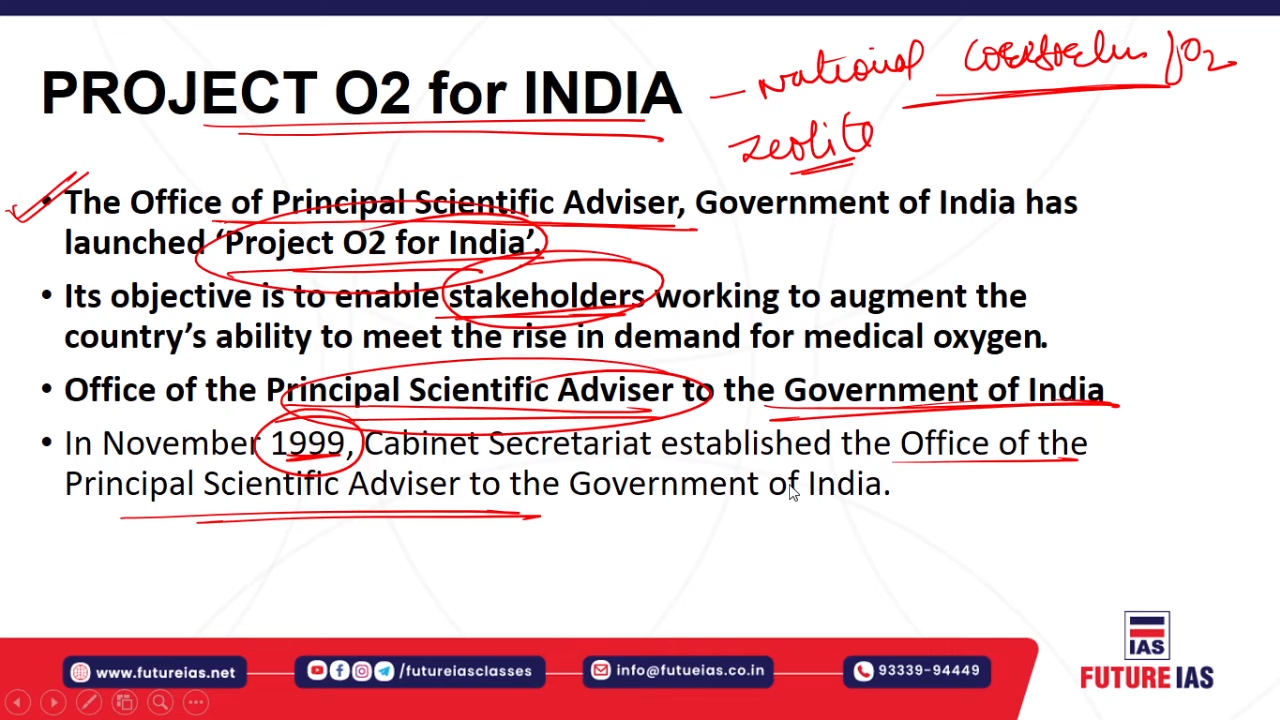 PROJECT O2 for INDIA
– National
O2
zeolite
• The Office of Principal Scientific Adviser, Government of India has
launched ‘Project O2 for India’.
• Its objective is to enable stakeholders working to augment the
country’s ability to meet the rise in demand for medical oxygen.
• Office of the Principal Scientific Adviser to the Government of India
• In November 1999, Cabinet Secretariat established the Office of the
Principal Scientific Adviser to the Government of India.
www.futureias.net
/futureiasclasses
info@futueias.co.in
93339-94449
IAS
FUTURE IAS